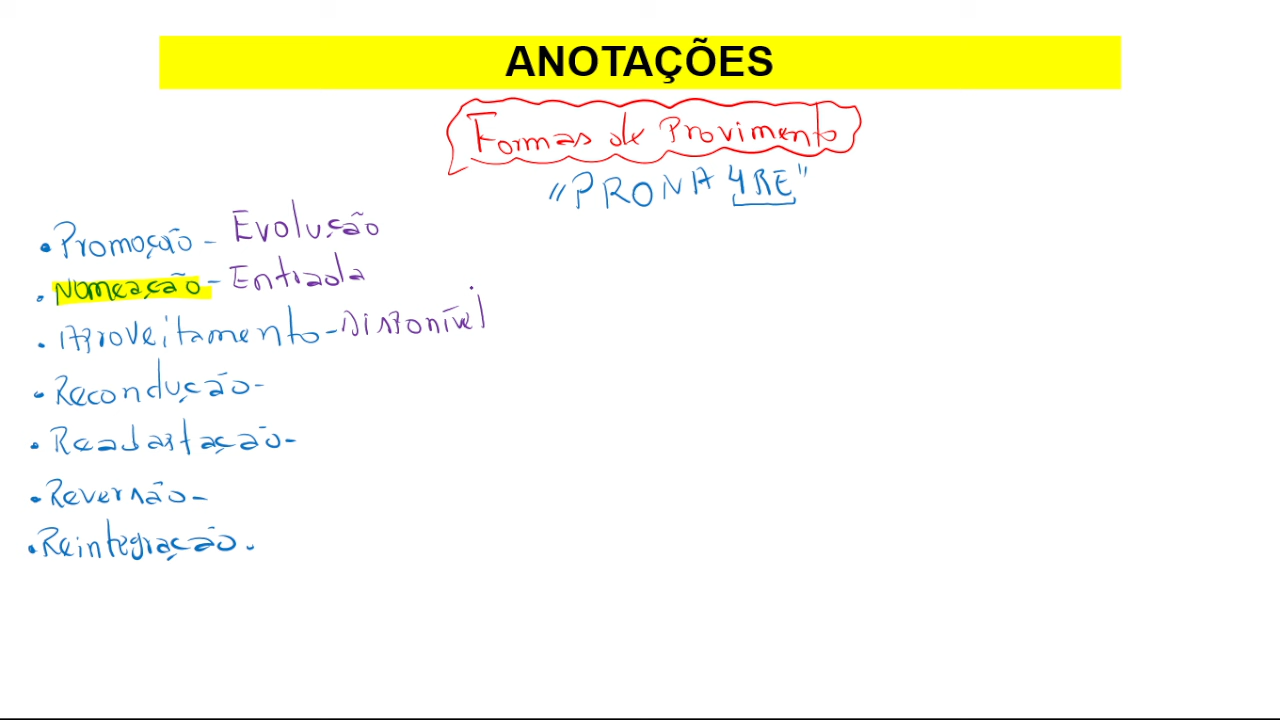 ANOTAÇÕES
Formas de Provimento
"PRONA 4RE"
• Promoção - Evolução
• Nomeação - Entrada
• Aproveitamento - Disponível
• Recondução -
• Readaptação -
• Reversão -
• Reintegração -